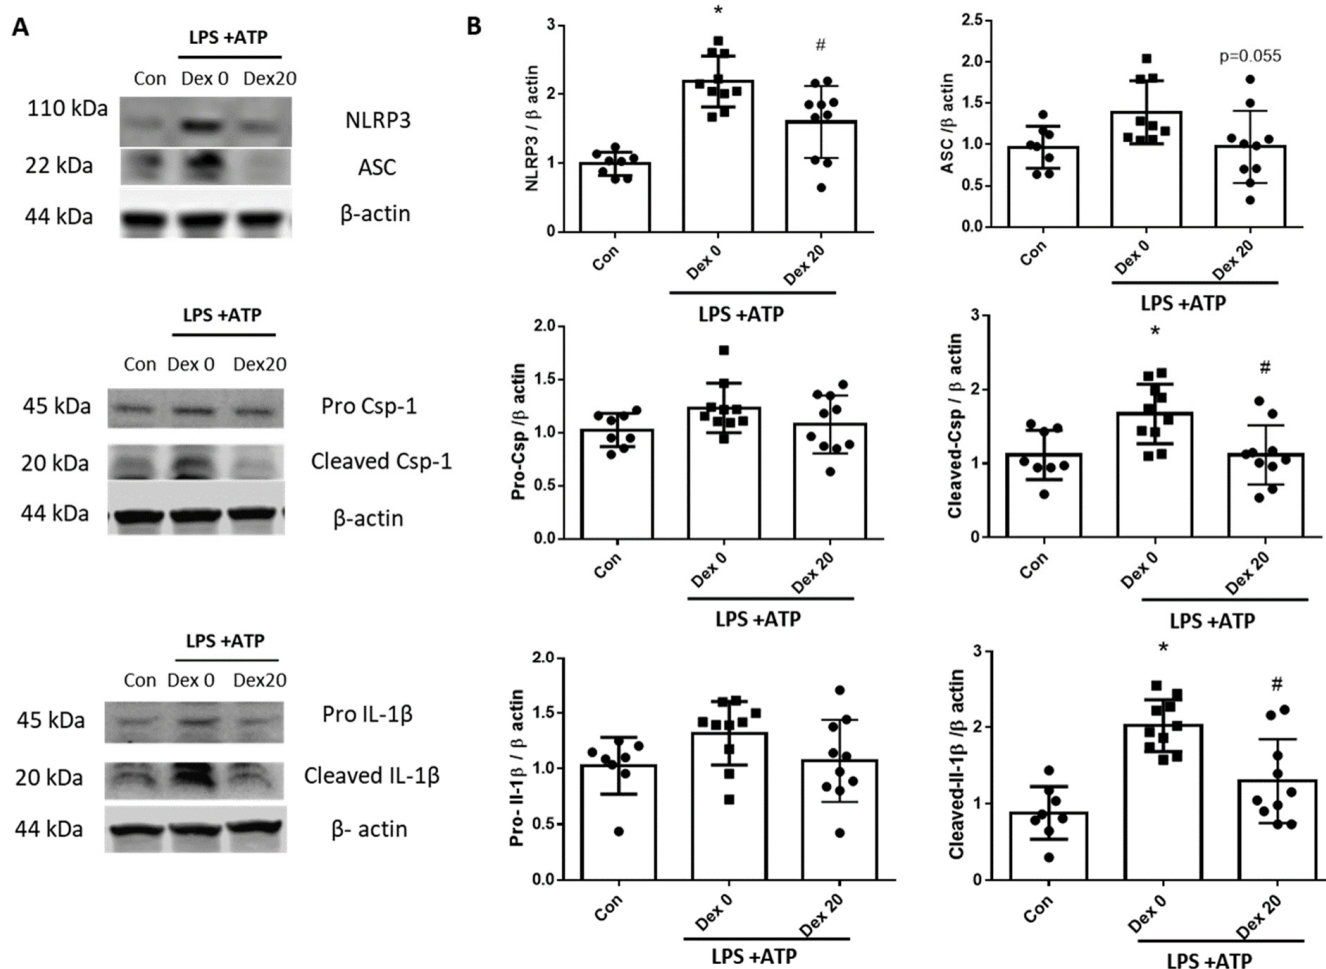 A
LPS +ATP
Con Dex 0 Dex20
110 kDa NLRP3
22 kDa ASC
44 kDa β-actin
LPS +ATP
Con Dex 0 Dex20
45 kDa Pro Csp-1
20 kDa Cleaved Csp-1
44 kDa β-actin
LPS +ATP
Con Dex 0 Dex20
45 kDa Pro IL-1β
20 kDa Cleaved IL-1β
44 kDa β- actin
B
NLRP3 / β actin
3
2
1
0
*
#
Con
Dex 0
Dex 20
LPS +ATP
ASC /β actin
2.5
2.0
1.5
1.0
0.5
0.0
p=0.055
Con
Dex 0
Dex 20
LPS +ATP
Pro-Csp /β actin
2.0
1.5
1.0
0.5
0.0
Con
Dex 0
Dex 20
LPS +ATP
Cleaved-Csp / β actin
3
2
1
0
*
#
Con
Dex 0
Dex 20
LPS +ATP
Pro- Il-1β / β actin
2.0
1.5
1.0
0.5
0.0
Con
Dex 0
Dex 20
LPS +ATP
Cleaved-Il-1β /β actin
3
2
1
0
*
#
Con
Dex 0
Dex 20
LPS +ATP